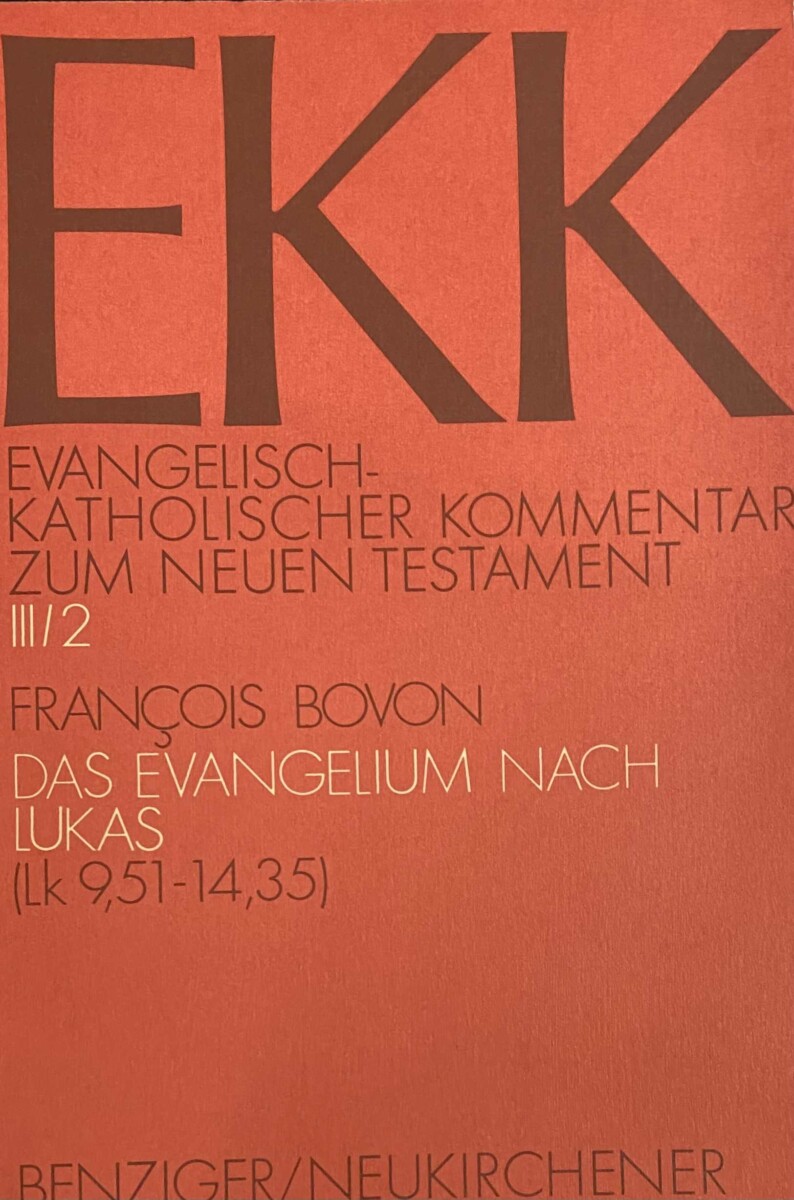 EKK
EVANGELISCH-
KATHOLISCHER KOMMENTAR
ZUM NEUEN TESTAMENT
III/2
FRANÇOIS BOVON
DAS EVANGELIUM NACH
LUKAS
(Lk 9,51-14,35)
BENZIGER/NEUKIRCHENER